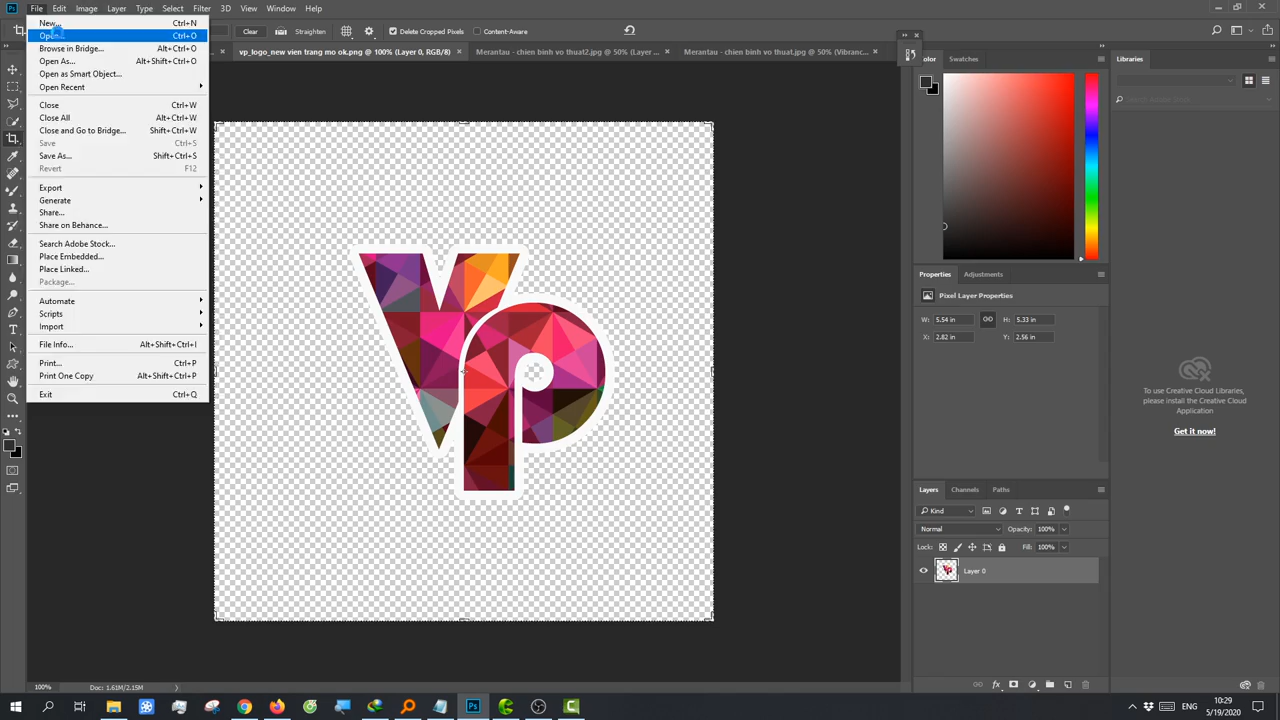 File Edit Image Layer Type Select Filter 3D View Window Help
Clear Straighten Delete Cropped Pixels Content-Aware
vp_logo_new vien trang mo ok.png @ 100% (Layer 0, RGB/8) × Merantau - chien binh vo thuat2.jpg @ 50% (Layer ... × Merantau - chien binh vo thuat.jpg @ 50% (Vibranc... ×
New... Ctrl+N
Open... Ctrl+O
Browse in Bridge... Alt+Ctrl+O
Open As... Alt+Shift+Ctrl+O
Open as Smart Object...
Open Recent
Close Ctrl+W
Close All Alt+Ctrl+W
Close and Go to Bridge... Shift+Ctrl+W
Save Ctrl+S
Save As... Shift+Ctrl+S
Revert F12
Export
Generate
Share...
Share on Behance...
Search Adobe Stock...
Place Embedded...
Place Linked...
Package...
Automate
Scripts
Import
File Info... Alt+Shift+Ctrl+I
Print... Ctrl+P
Print One Copy Alt+Shift+Ctrl+P
Exit Ctrl+Q
Vp
Color Swatches
Properties Adjustments
Pixel Layer Properties
W: 5.54 in H: 5.33 in
X: 2.82 in Y: 2.56 in
Layers Channels Paths
Kind
Normal Opacity: 100%
Lock: Fill: 100%
Layer 0
Libraries
Search Adobe Stock
To use Creative Cloud Libraries,
please install the Creative Cloud
Application
Get it now!
100% Doc: 1.61M/2.15M
Ps
ENG
10:29
5/19/2020